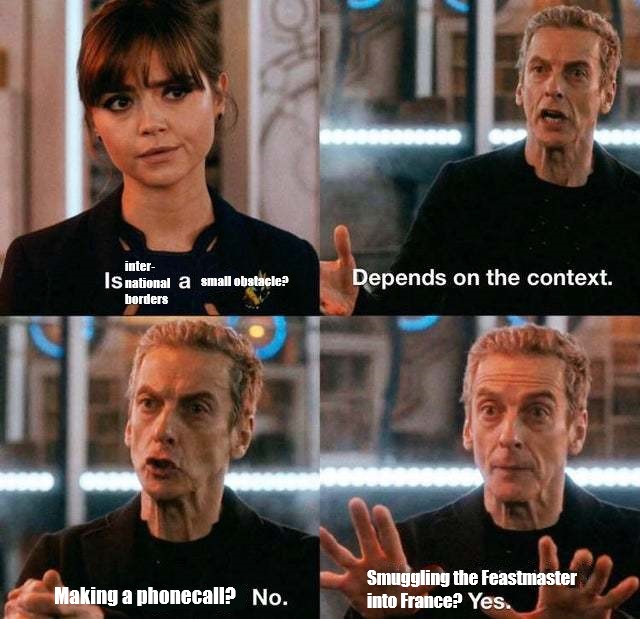 Is inter-
national a small obstacle?
borders
Depends on the context.
Making a phonecall? No.
Smuggling the Feastmaster
into France? Yes.